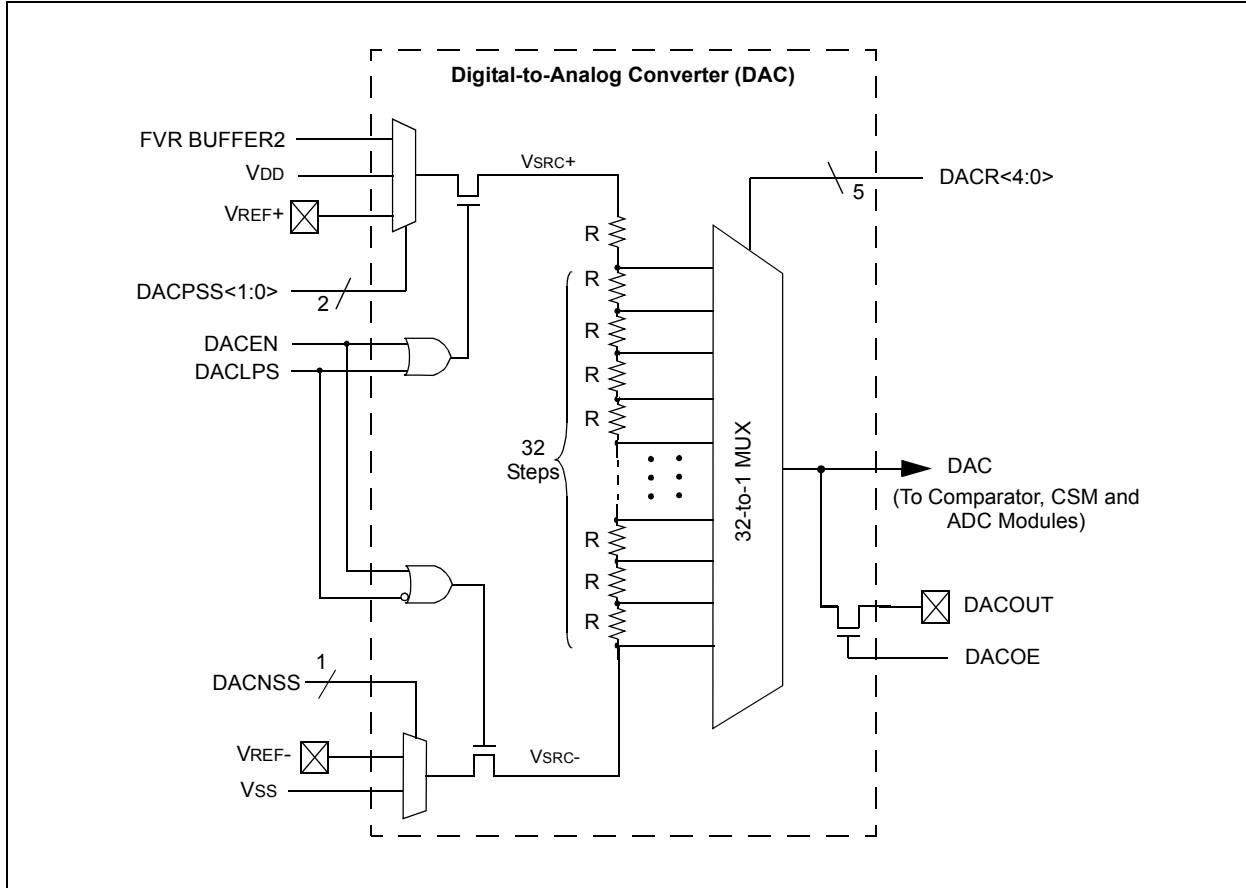 Digital-to-Analog Converter (DAC)
FVR BUFFER2
VDD
VREF+
VSRC+
DACR<4:0>
5
DACPSS<1:0>
2
DACEN
DACLPS
R
R
R
R
R
32
Steps
32-to-1 MUX
DAC
(To Comparator, CSM and
ADC Modules)
R
R
R
DACOUT
DACOE
DACNSS
1
VREF-
VSRC-
VSS